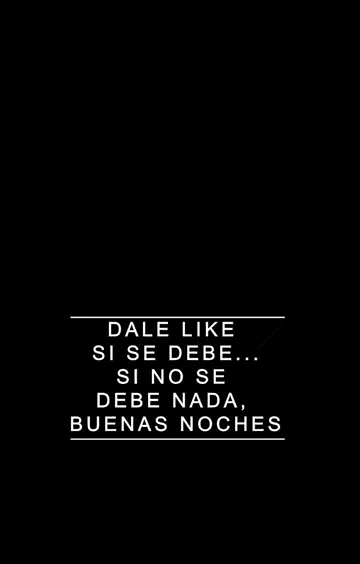 DALE LIKE
SI SE DEBE...
SI NO SE
DEBE NADA,
BUENAS NOCHES